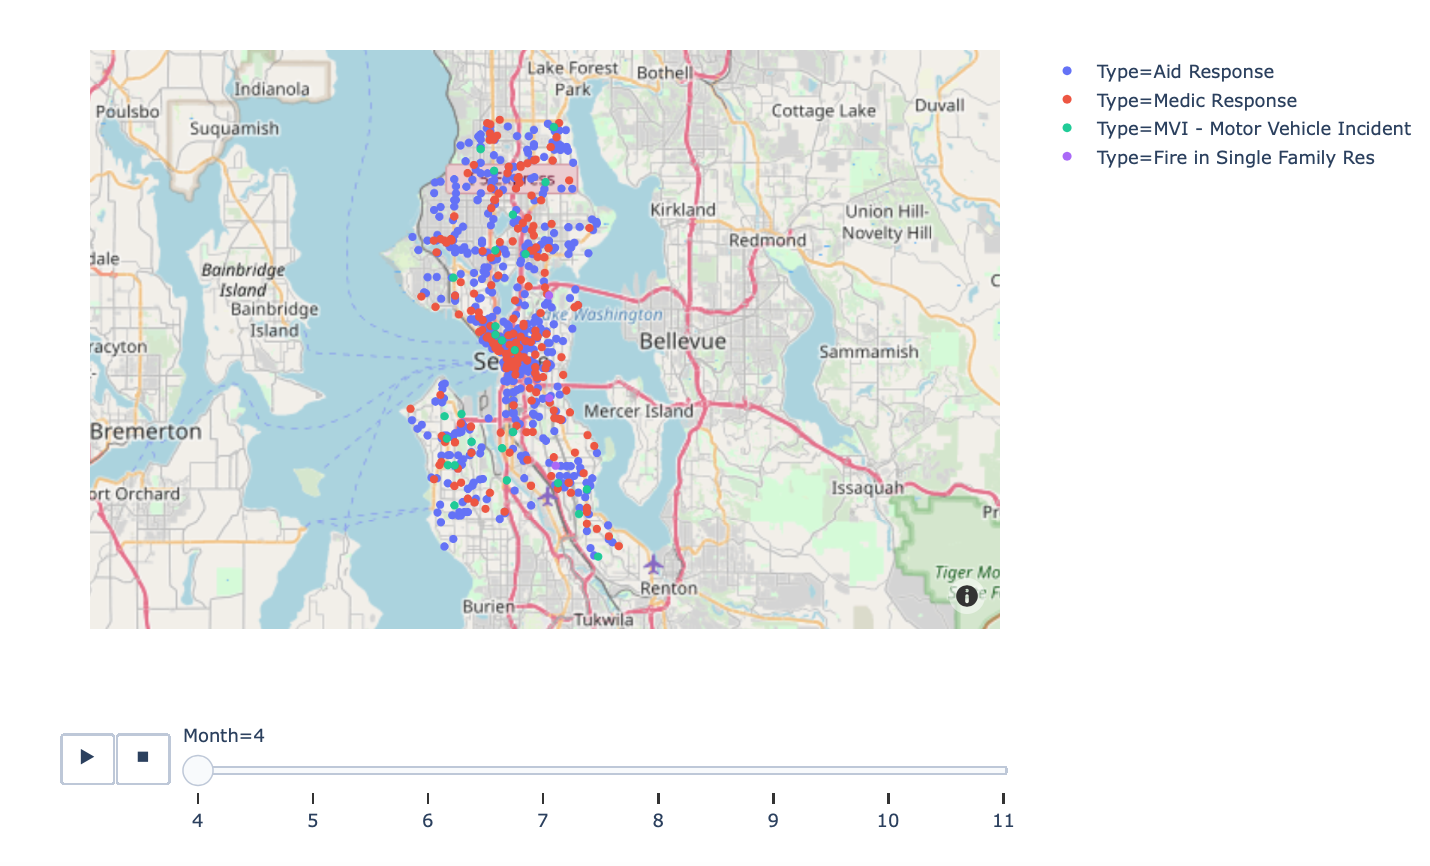 Lake Forest
Park
Bothell
Indianola
Poulsbo
Suquamish
Cottage Lake
Duvall
Kirkland
Union Hill-
Novelty Hill
Redmond
dale
Bainbridge
Island
Bainbridge
Island
Washington
racyton
Bellevue
Sammamish
Mercer Island
Bremerton
ort Orchard
Issaquah
Pr
Tiger Mo
Renton
Burien
Tukwila
Type=Aid Response
Type=Medic Response
Type=MVI - Motor Vehicle Incident
Type=Fire in Single Family Res
Month=4
4 5 6 7 8 9 10 11